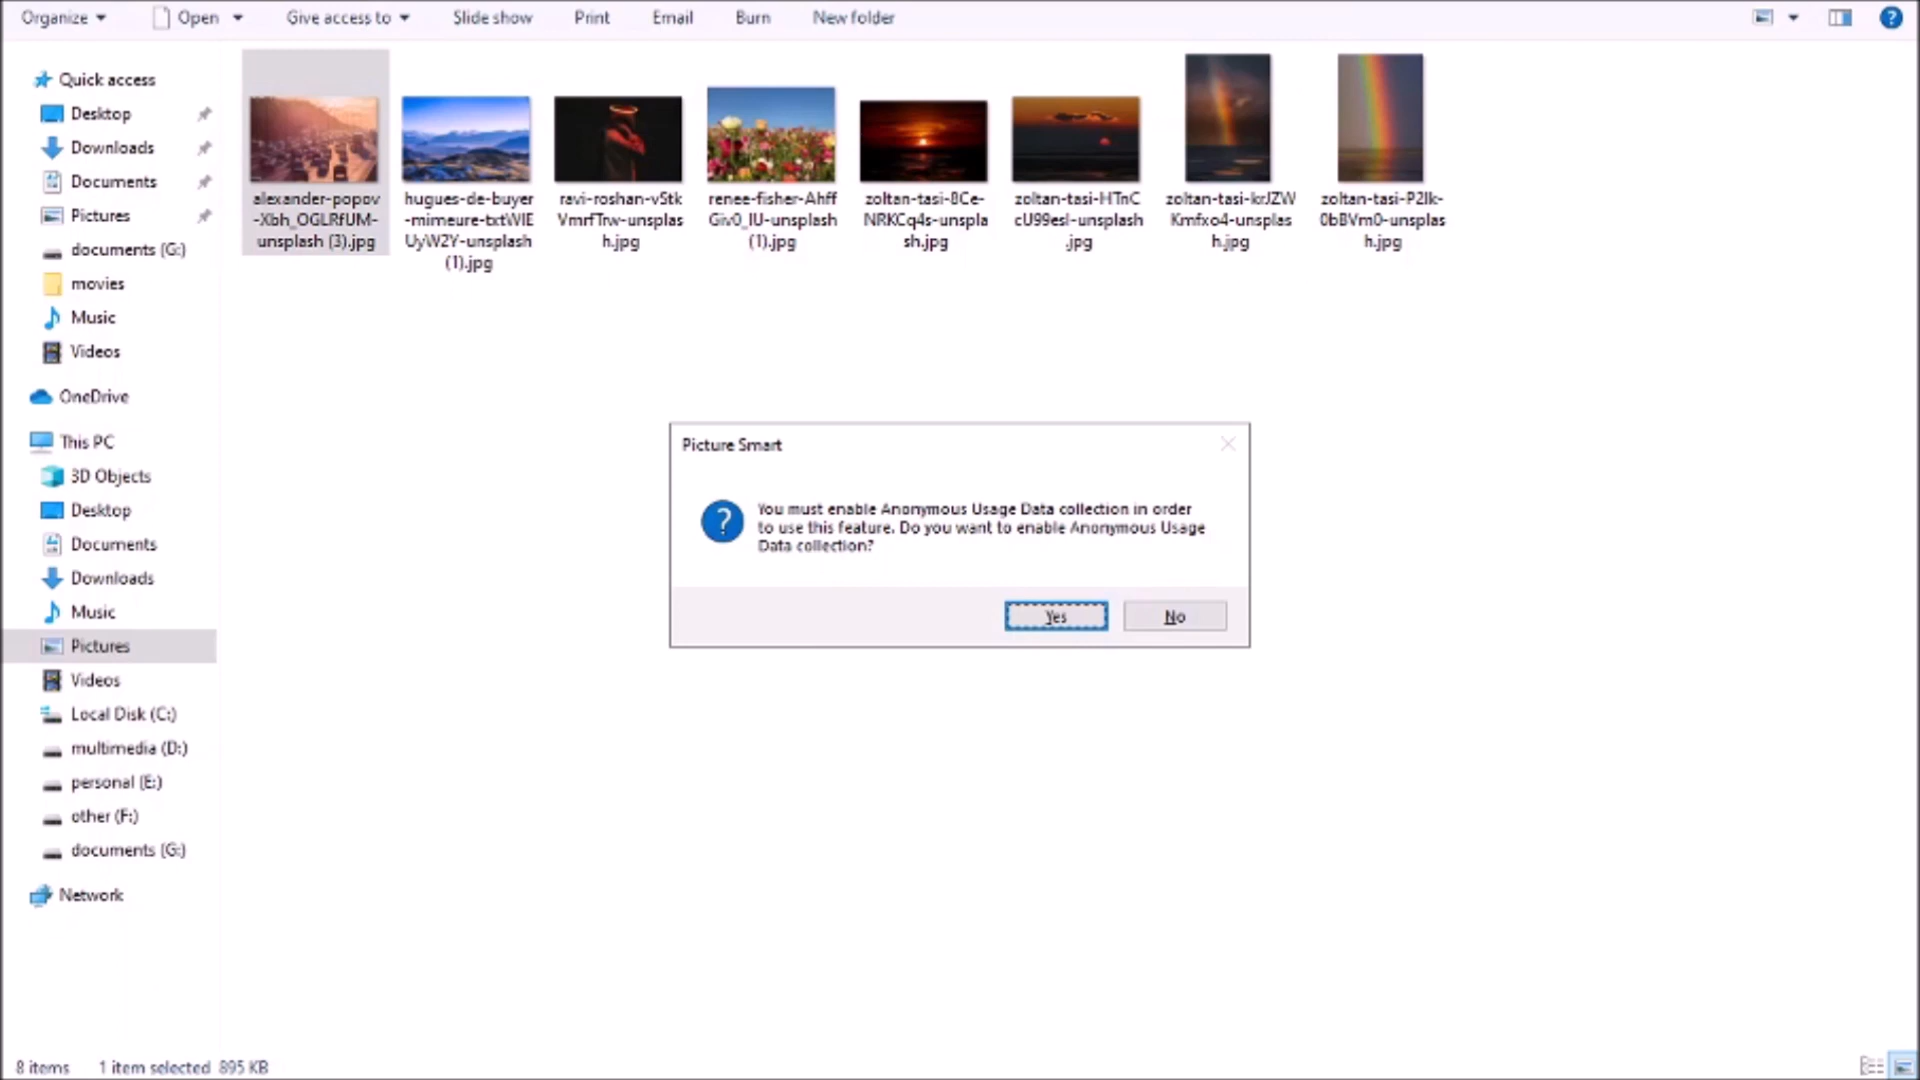 Organize Open Give access to Slide show Print Email Burn New folder
Quick access
Desktop
Downloads
Documents
Pictures
documents (G:)
movies
Music
Videos
OneDrive
This PC
3D Objects
Desktop
Documents
Downloads
Music
Pictures
Videos
Local Disk (C:)
multimedia (D:)
personal (E:)
other (F:)
documents (G:)
Network
alexander-popov
-Xbh_OGLRfUM-
unsplash (3).jpg
hugues-de-buyer
-mimeure-txtWIE
UyW2Y-unsplash
(1).jpg
ravi-roshan-vStk
VmrfTrw-unsplas
h.jpg
renee-fisher-Ahff
Giv0_IU-unsplash
(1).jpg
zoltan-tasi-8Ce-
NRKCq4s-unspla
sh.jpg
zoltan-tasi-HTnC
cU99esI-unsplash
.jpg
zoltan-tasi-krJZW
Kmfxo4-unsplas
h.jpg
zoltan-tasi-P2Ik-
0bBVm0-unsplas
h.jpg
Picture Smart
You must enable Anonymous Usage Data collection in order
to use this feature. Do you want to enable Anonymous Usage
Data collection?
Yes No
8 items 1 item selected 895 KB